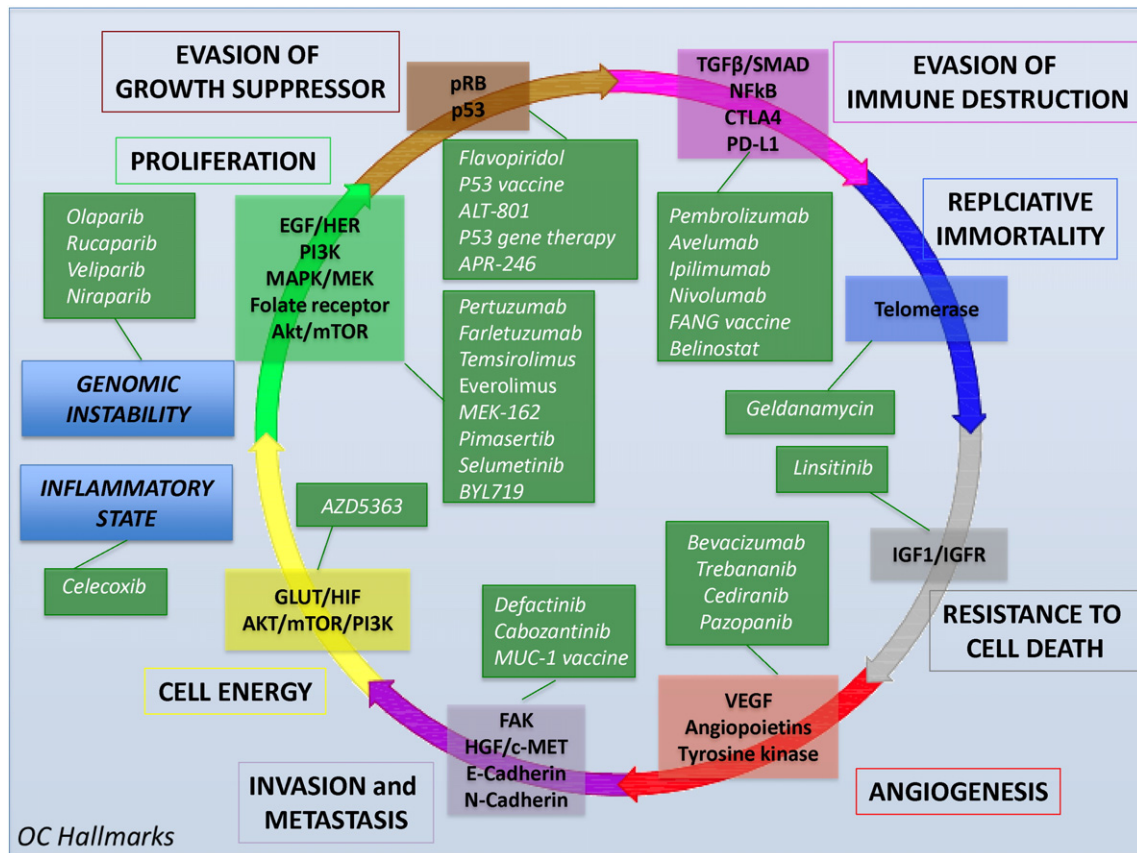 EVASION OF
GROWTH SUPPRESSOR
pRB
p53
TGFβ/SMAD
NFkB
CTLA4
PD-L1
EVASION OF
IMMUNE DESTRUCTION
PROLIFERATION
Flavopiridol
P53 vaccine
ALT-801
P53 gene therapy
APR-246
Olaparib
Rucaparib
Veliparib
Niraparib
EGF/HER
PI3K
MAPK/MEK
Folate receptor
Akt/mTOR
Pembrolizumab
Avelumab
Ipilimumab
Nivolumab
FANG vaccine
Belinostat
REPLCIATIVE
IMMORTALITY
Telomerase
Pertuzumab
Farletuzumab
Temsirolimus
Everolimus
MEK-162
Pimasertib
Selumetinib
BYL719
GENOMIC
INSTABILITY
Geldanamycin
Linsitinib
INFLAMMATORY
STATE
AZD5363
Celecoxib
IGF1/IGFR
Bevacizumab
Trebananib
Cediranib
Pazopanib
GLUT/HIF
AKT/mTOR/PI3K
Defactinib
Cabozantinib
MUC-1 vaccine
RESISTANCE TO
CELL DEATH
CELL ENERGY
VEGF
Angiopoietins
Tyrosine kinase
FAK
HGF/c-MET
E-Cadherin
N-Cadherin
INVASION and
METASTASIS
ANGIOGENESIS
OC Hallmarks